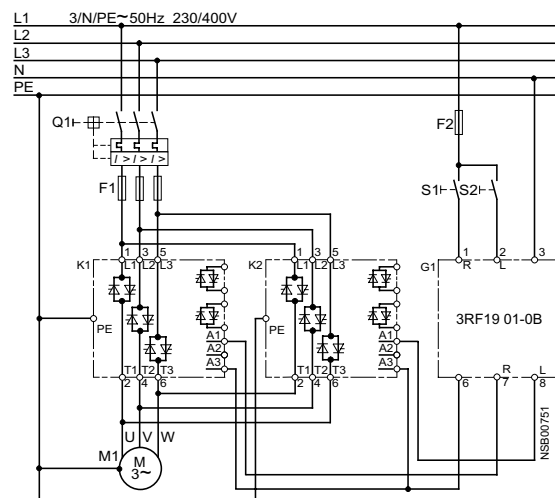 L1 3/N/PE~50Hz 230/400V
L2
L3
N
PE
Q1
F2
I > I > I >
F1
S1 S2
1 3 5
K1 L1 L2 L3
1 3 5
K2 L1 L2 L3
1 2 3
G1 R L
PE
PE
3RF19 01-0B
A1
A2
A3
A1
A2
A3
T1 T2 T3
2 4 6
T1 T2 T3
2 4 6
R L
6 7 8
U V W
M1
M
3~
NSB00751